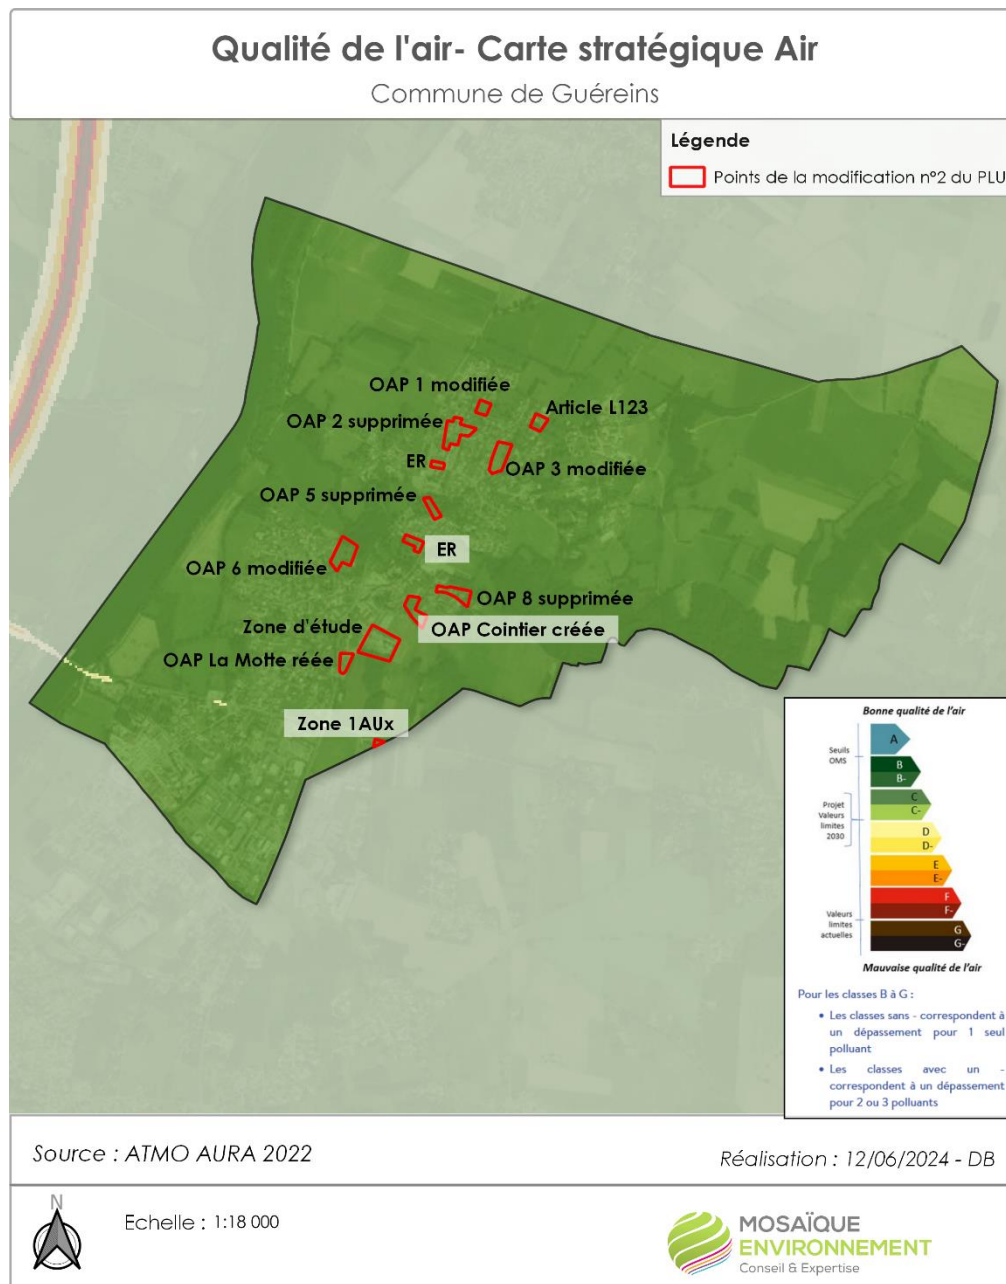 Qualité de l'air- Carte stratégique Air
Commune de Guéreins
Légende
Points de la modification n°2 du PLU
OAP 1 modifiée
Article L123
OAP 2 supprimée
ER
OAP 3 modifiée
OAP 5 supprimée
ER
OAP 6 modifiée
OAP 8 supprimée
Zone d'étude
OAP Cointier créée
OAP La Motte réée
Zone 1AUx
Bonne qualité de l'air
A
Seuils
OMS
B
B-
Projet
Valeurs
limites
2030
C
C-
D
D-
E
E-
F
F-
Valeurs
limites
actuelles
G
G-
Mauvaise qualité de l'air
Pour les classes B à G :
• Les classes sans - correspondent à
un dépassement pour 1 seul
polluant
• Les classes avec un -
correspondent à un dépassement
pour 2 ou 3 polluants
Source : ATMO AURA 2022
Réalisation : 12/06/2024 - DB
N
Echelle : 1:18 000
MOSAÏQUE
ENVIRONNEMENT
Conseil & Expertise